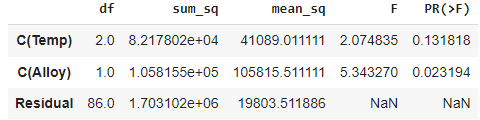 df sum_sq mean_sq F PR(>F)
C(Temp) 2.0 8.217802e+04 41089.011111 2.074835 0.131818
C(Alloy) 1.0 1.058155e+05 105815.511111 5.343270 0.023194
Residual 86.0 1.703102e+06 19803.511886 NaN NaN